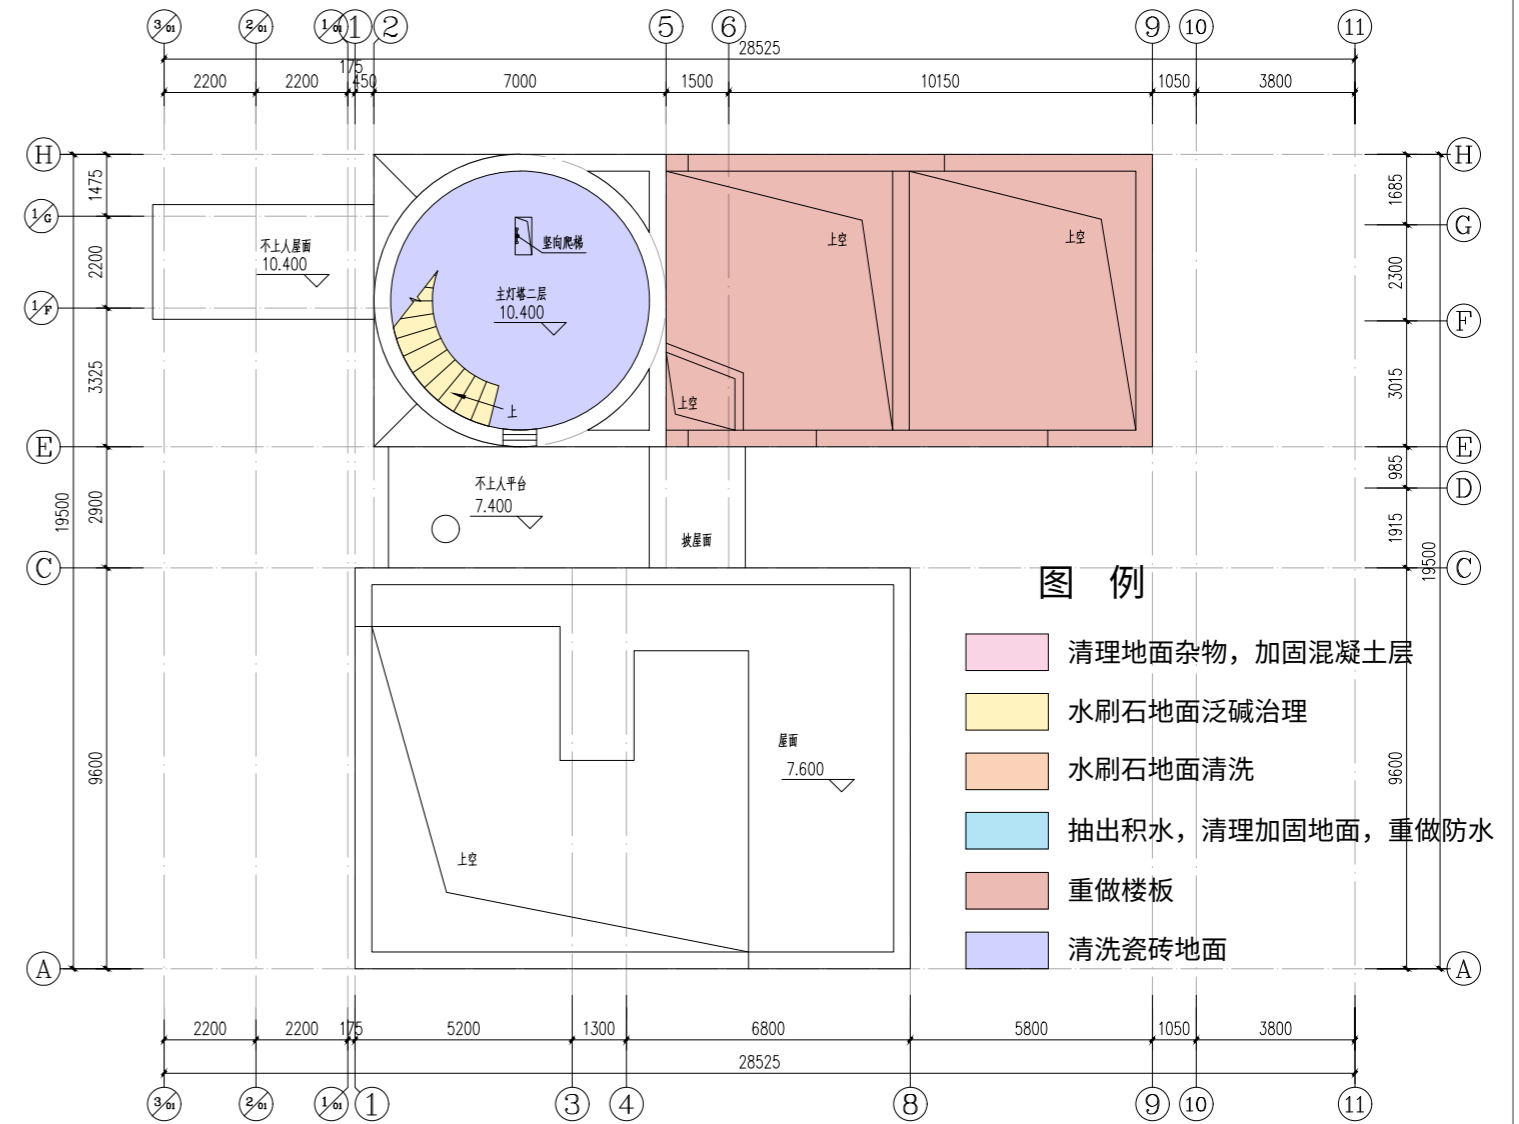 3/01 2/01 1/01 1 2 5 6 9 10 11
28525
175
2200 2200 450 7000 1500 10150 1050 3800
H H
1475 1685
1/G G
不上人屋面
10.400
竖向爬梯
上空
上空
2200 2300
主灯塔二层
10.400
1/F F
3325 3015
上空
上
E E
985
不上人平台
7.400
D
19500 2900
披屋面
1915 19500
C C
图 例
清理地面杂物，加固混凝土层
水刷石地面泛碱治理
屋面
7.600
9600 9600
水刷石地面清洗
抽出积水，清理加固地面，重做防水
上空
重做楼板
清洗瓷砖地面
A A
2200 2200 175 5200 1300 6800 5800 1050 3800
28525
3/01 2/01 1/01 1 3 4 8 9 10 11